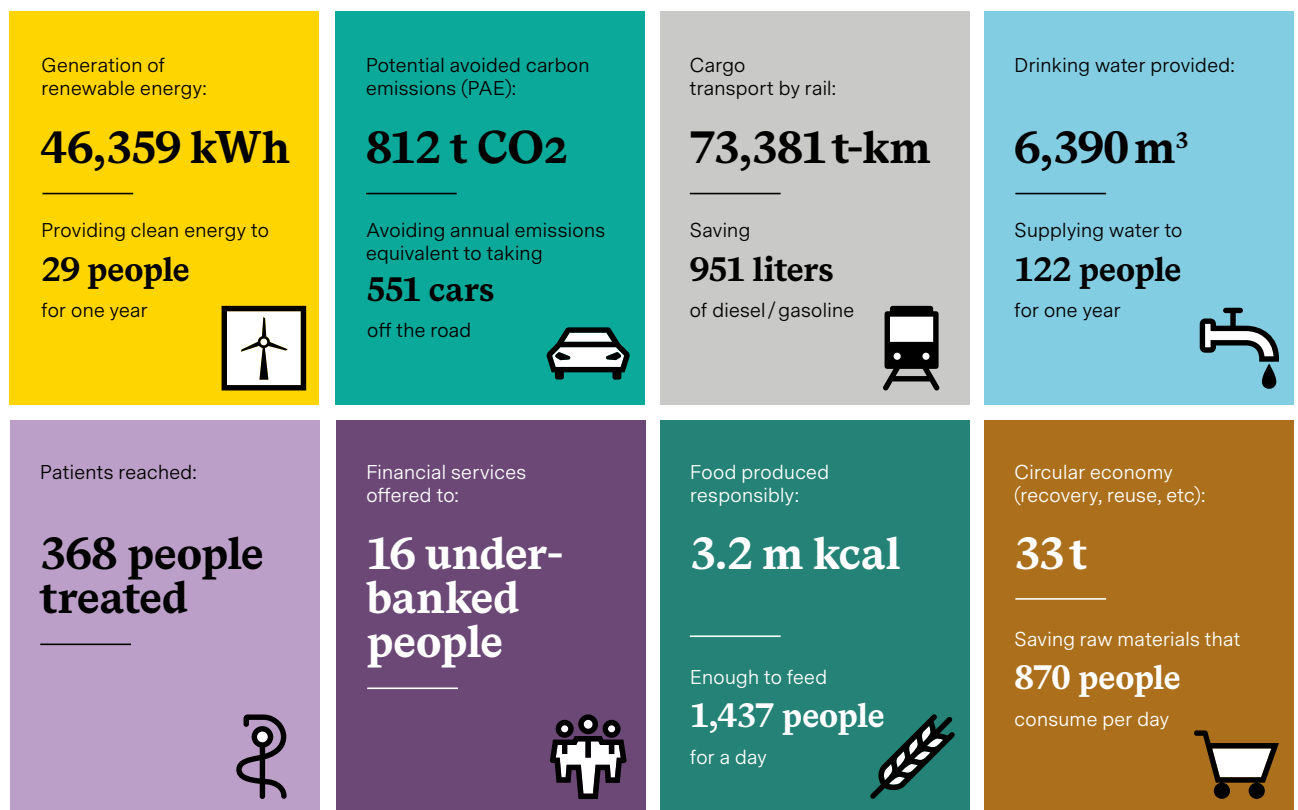 Generation of
renewable energy:
46,359 kWh
Providing clean energy to
29 people
for one year
Potential avoided carbon
emissions (PAE):
812 t CO2
Avoiding annual emissions
equivalent to taking
551 cars
off the road
Cargo
transport by rail:
73,381 t-km
Saving
951 liters
of diesel/gasoline
Drinking water provided:
6,390 m³
Supplying water to
122 people
for one year
Patients reached:
368 people
treated
Financial services
offered to:
16 under-
banked
people
Food produced
responsibly:
3.2 m kcal
Enough to feed
1,437 people
for a day
Circular economy
(recovery, reuse, etc):
33 t
Saving raw materials that
870 people
consume per day